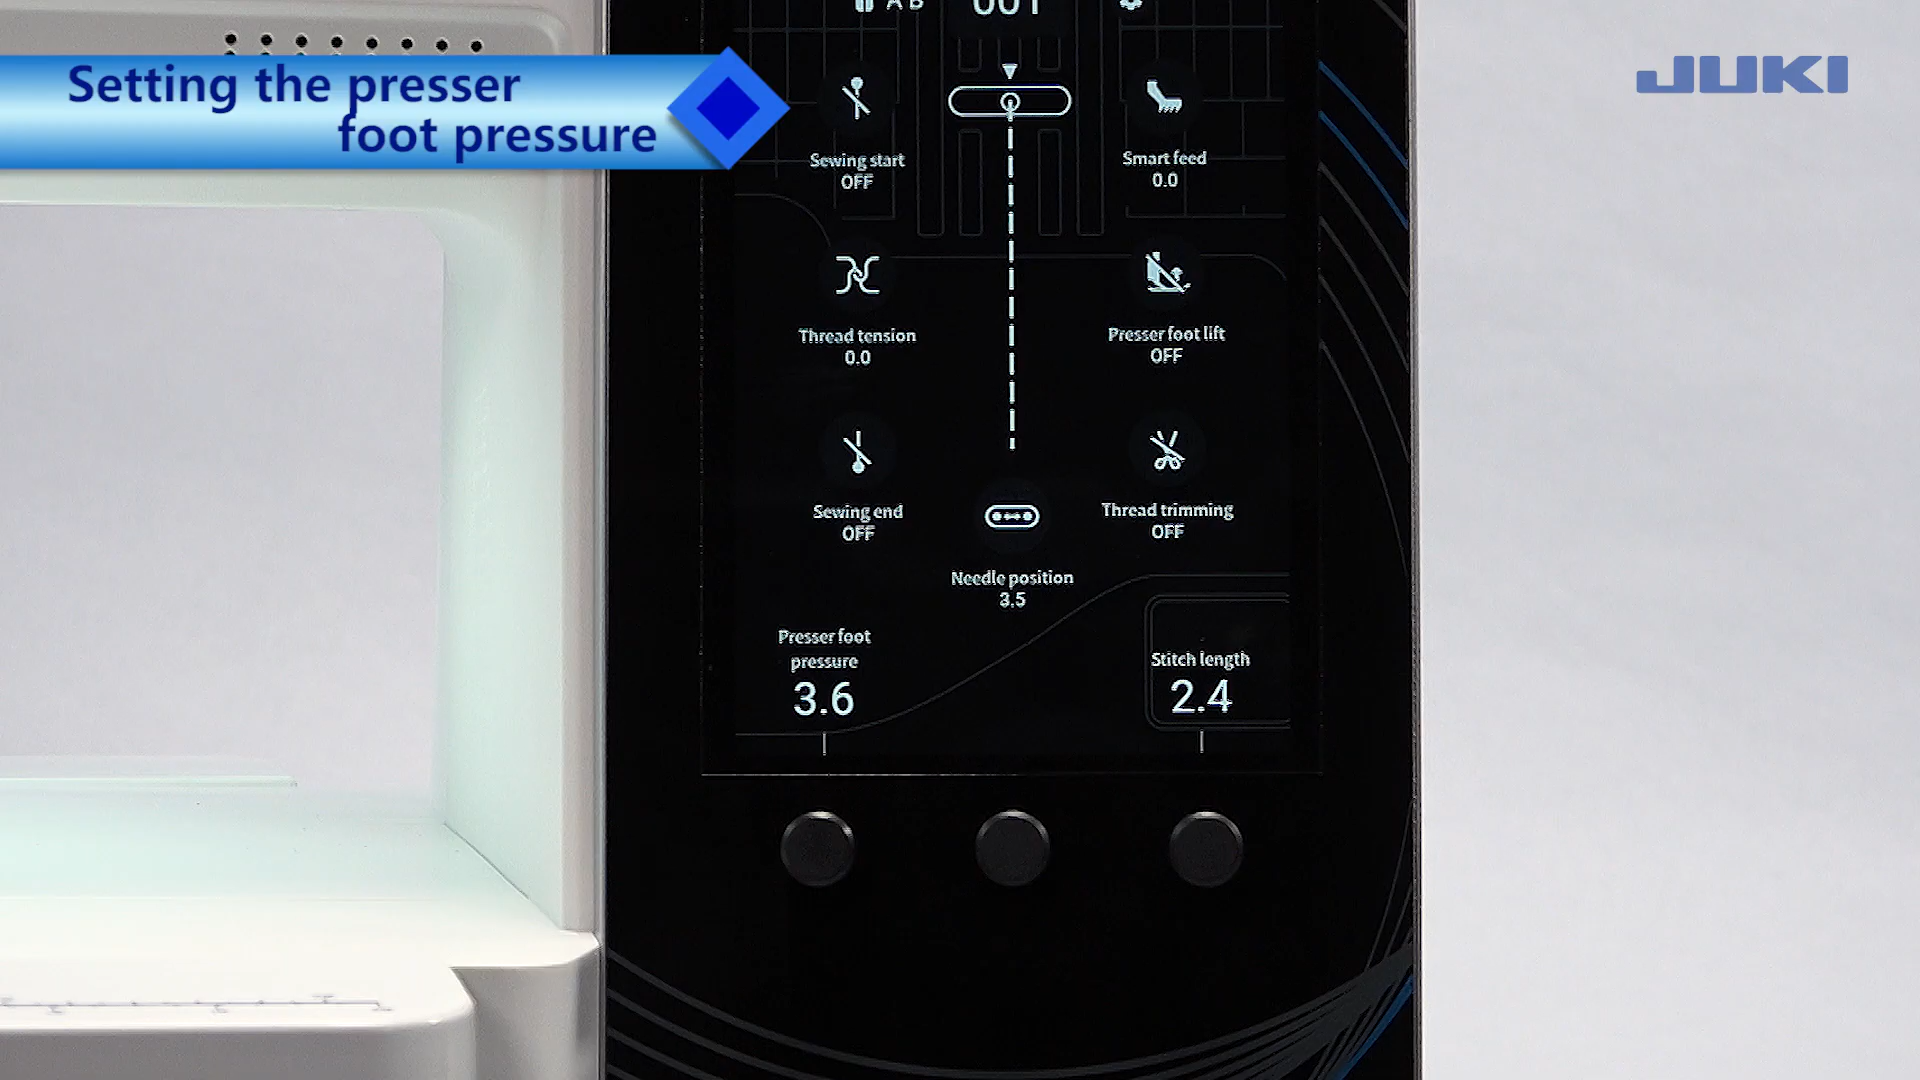 Setting the presser
foot pressure
JUKI
A B
001
Sewing start
OFF
Smart feed
0.0
Thread tension
0.0
Presser foot lift
OFF
Sewing end
OFF
Thread trimming
OFF
Needle position
3.5
Presser foot
pressure
3.6
Stitch length
2.4